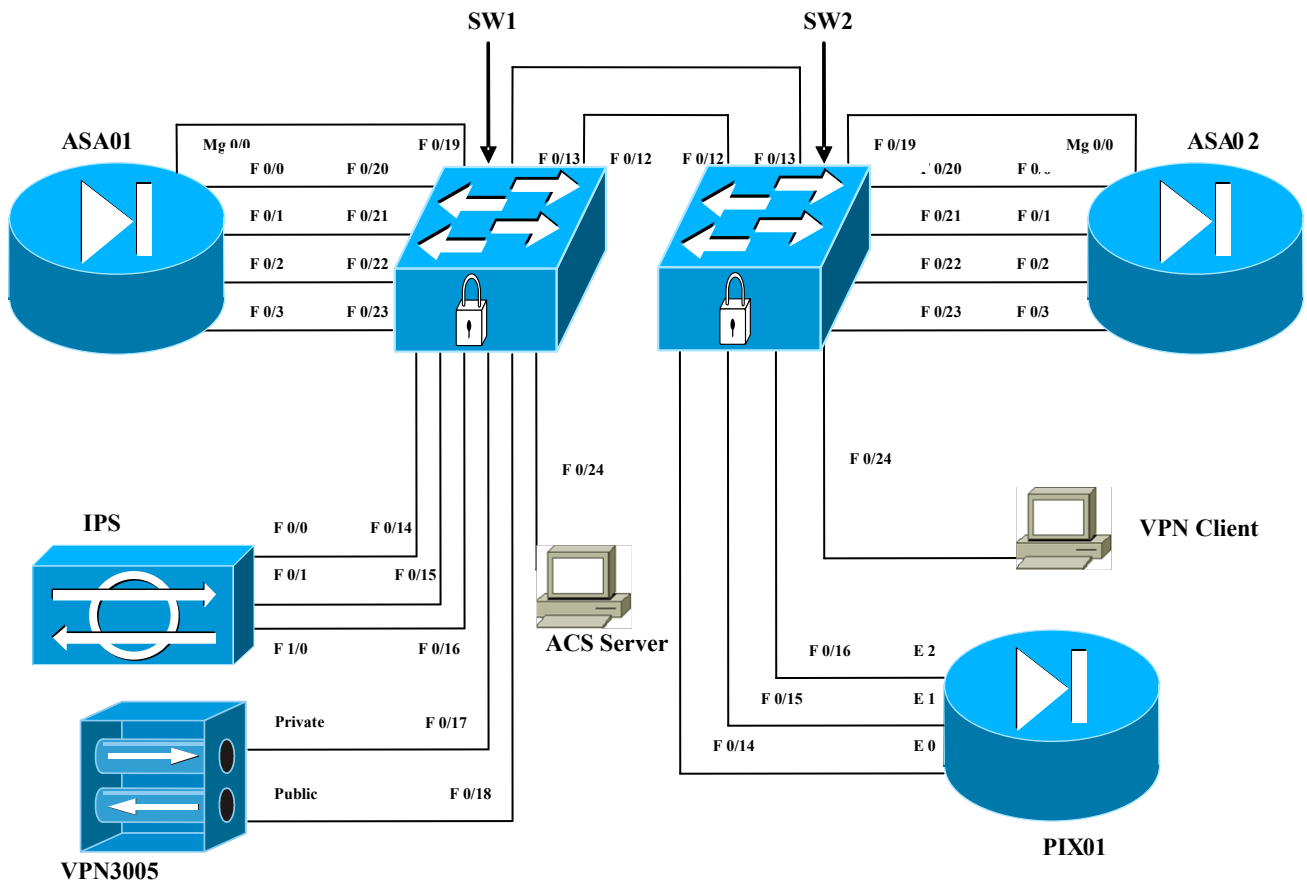 SW1
SW2
ASA01
Mg 0/0
F 0/19
F 0/13
F 0/12
F 0/12
F 0/13
F 0/19
Mg 0/0
ASA0 2
F 0/0
F 0/20
F 0/20
F 0/1
F 0/21
F 0/21
F 0/1
F 0/2
F 0/22
F 0/22
F 0/2
F 0/3
F 0/23
F 0/23
F 0/3
F 0/24
F 0/24
IPS
F 0/0
F 0/14
VPN Client
F 0/1
F 0/15
ACS Server
F 1/0
F 0/16
F 0/16
E 2
F 0/15
E 1
Private
F 0/17
F 0/14
E 0
Public
F 0/18
PIX01
VPN3005